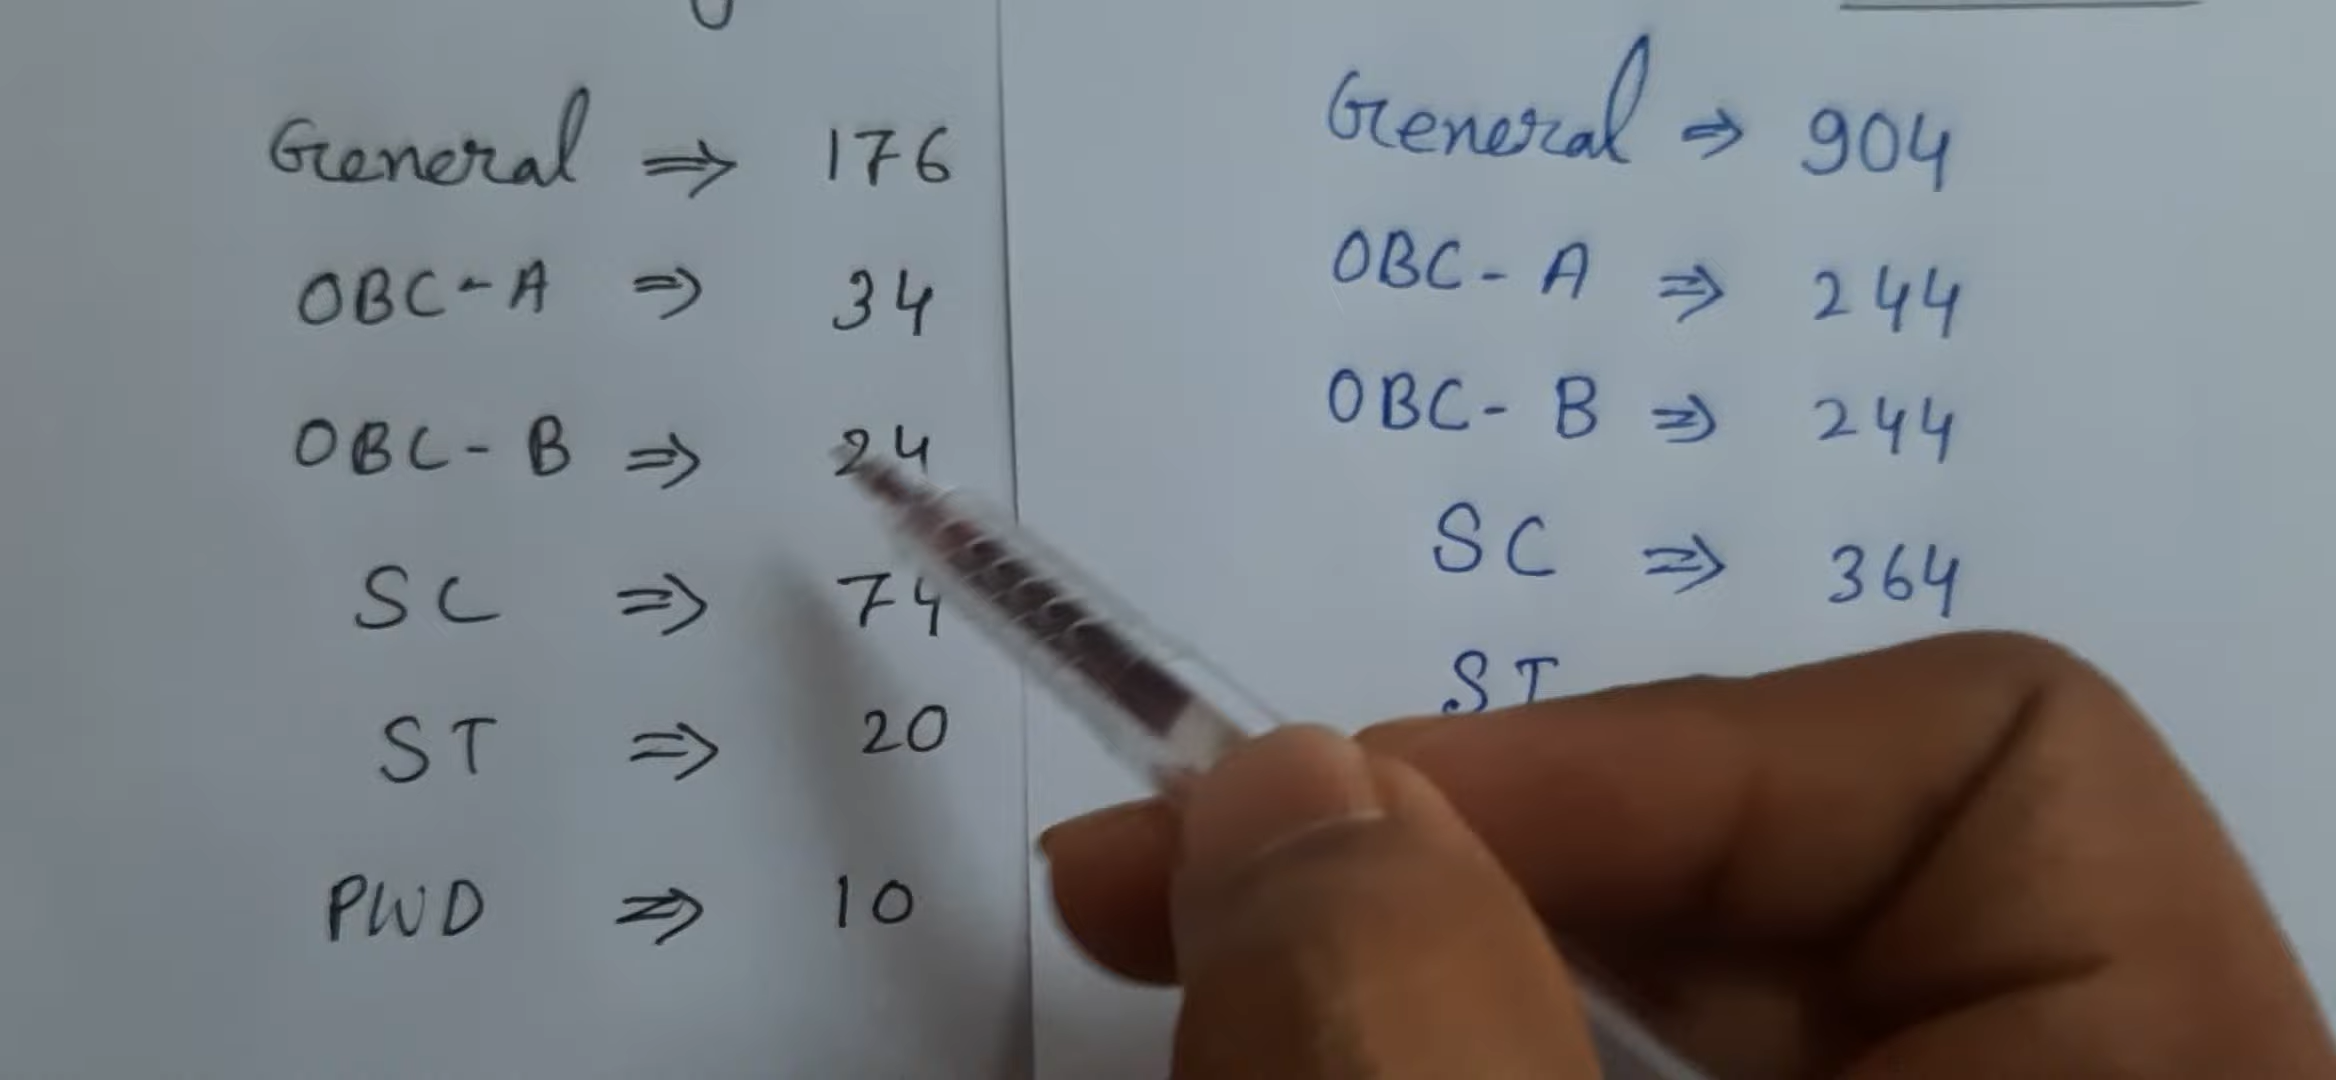 General ⇒ 176
OBC-A ⇒ 34
OBC-B ⇒ 24
SC ⇒ 74
ST ⇒ 20
PWD ⇒ 10
General ⇒ 904
OBC-A ⇒ 244
OBC-B ⇒ 244
SC ⇒ 364
ST